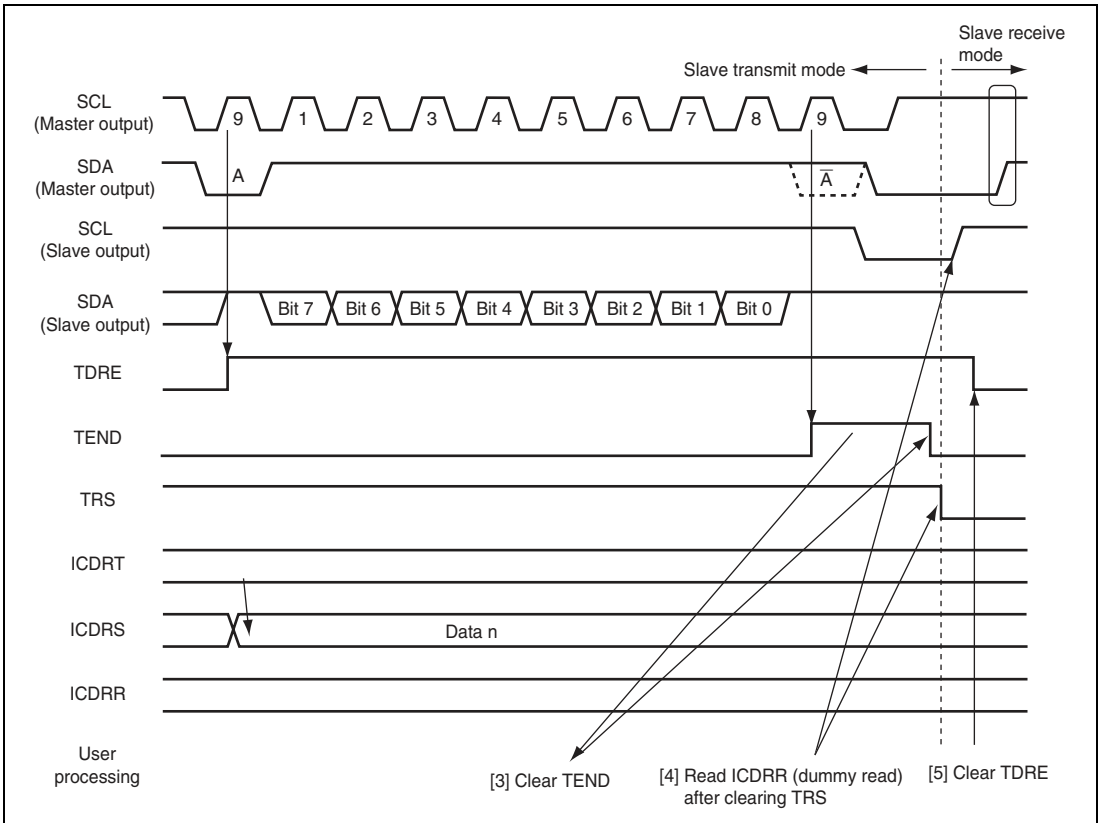 Slave receive
mode
Slave transmit mode
SCL
(Master output)
9 1 2 3 4 5 6 7 8 9
SDA
(Master output)
A
A̅
SCL
(Slave output)
SDA
(Slave output)
Bit 7 Bit 6 Bit 5 Bit 4 Bit 3 Bit 2 Bit 1 Bit 0
TDRE
TEND
TRS
ICDRT
ICDRS
Data n
ICDRR
User
processing
[3] Clear TEND
[4] Read ICDRR (dummy read)
after clearing TRS
[5] Clear TDRE